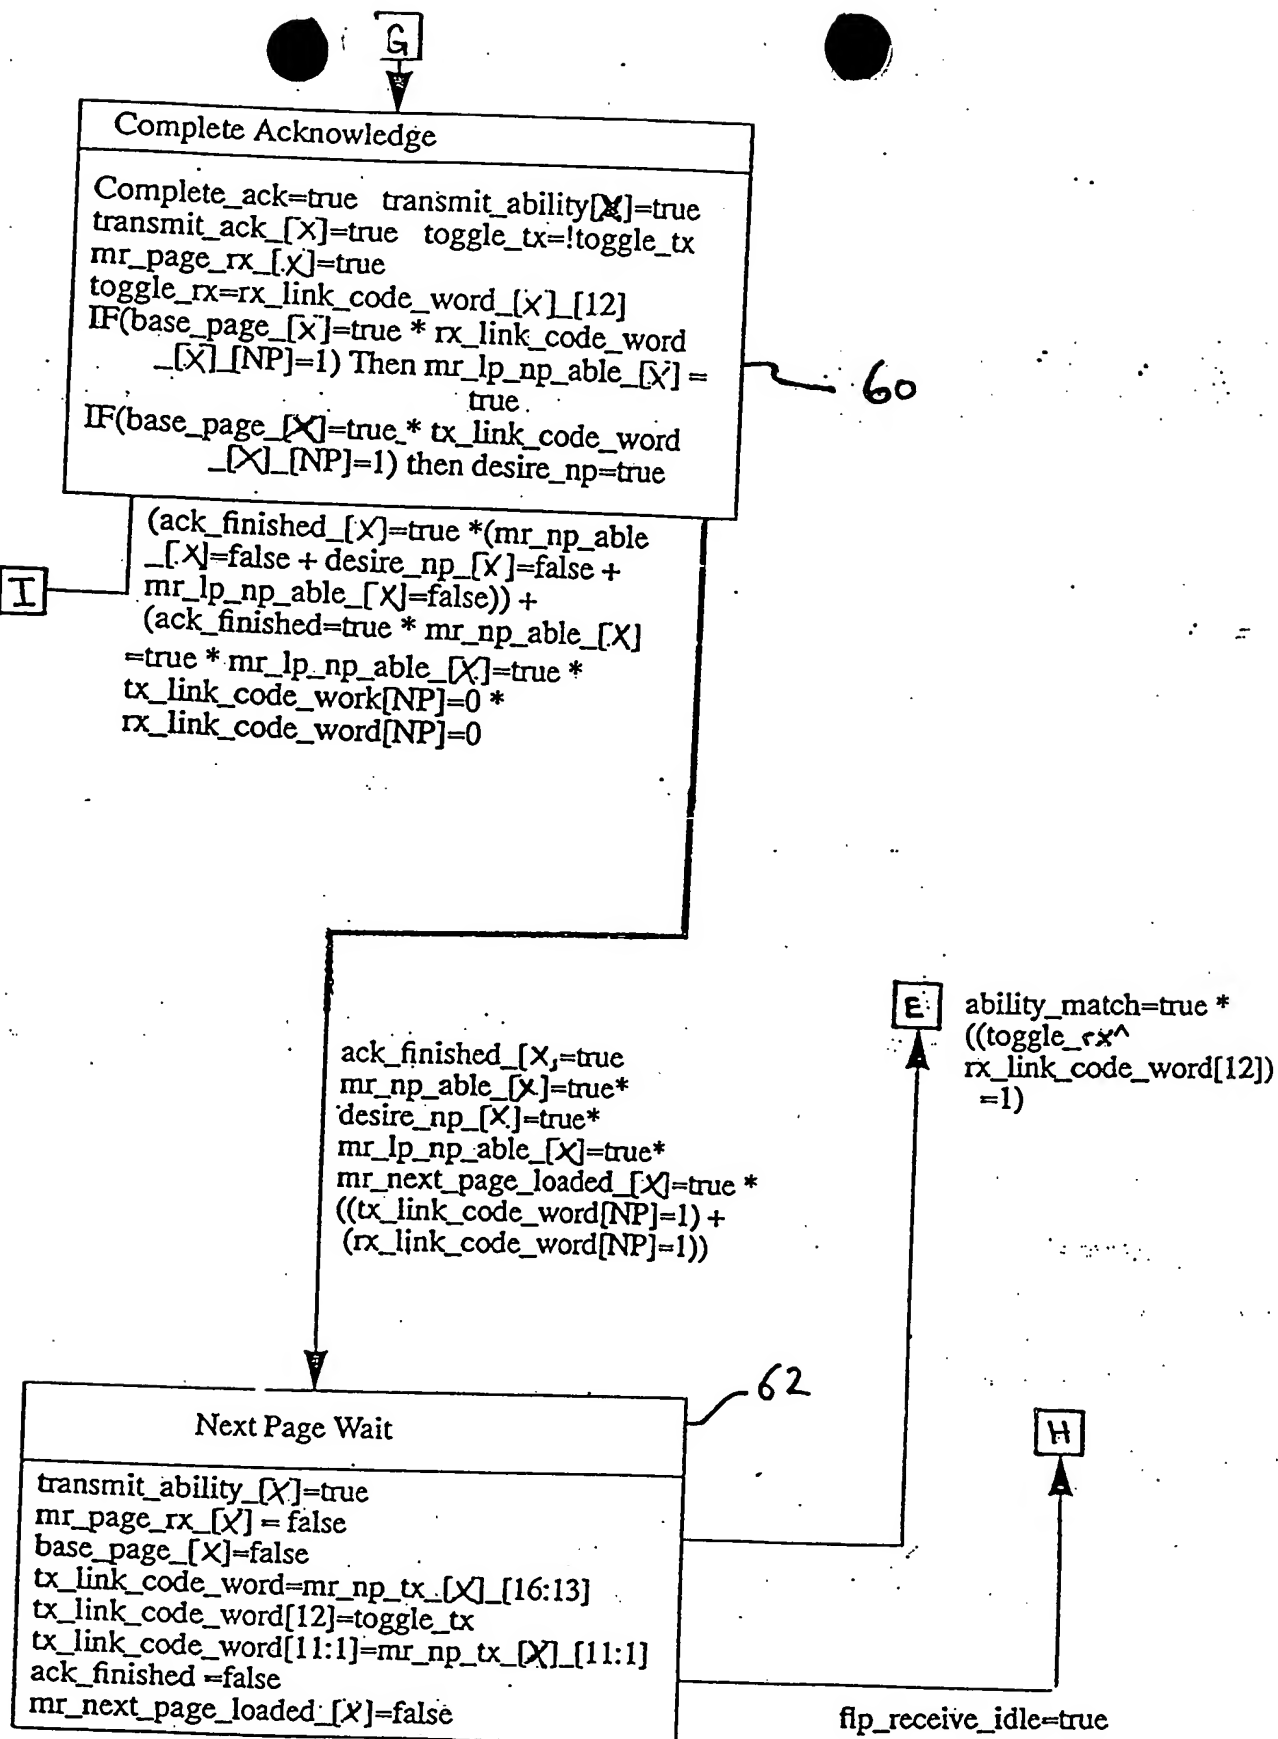 G
Complete Acknowledge
Complete_ack=true transmit_ability[X]=true
transmit_ack_[X]=true toggle_tx=!toggle_tx
mr_page_rx_[X]=true
toggle_rx=rx_link_code_word_[X]_[12]
IF(base_page_[X]=true * rx_link_code_word
_[X]_[NP]=1) Then mr_lp_np_able_[X] =
true
IF(base_page_[X]=true * tx_link_code_word
_[X]_[NP]=1) then desire_np=true
60
(ack_finished_[X]=true *(mr_np_able
_[X]=false + desire_np_[X]=false +
mr_lp_np_able_[X]=false)) +
(ack_finished=true * mr_np_able_[X]
=true * mr_lp_np_able_[X]=true *
tx_link_code_work[NP]=0 *
rx_link_code_word[NP]=0
I
E
ability_match=true *
((toggle_rx^
rx_link_code_word[12])
=1)
ack_finished_[X]=true
mr_np_able_[X]=true*
desire_np_[X]=true*
mr_lp_np_able_[X]=true*
mr_next_page_loaded_[X]=true *
((tx_link_code_word[NP]=1) +
(rx_link_code_word[NP]=1))
62
Next Page Wait
H
transmit_ability_[X]=true
mr_page_rx_[X] = false
base_page_[X]=false
tx_link_code_word=mr_np_tx_[X]_[16:13]
tx_link_code_word[12]=toggle_tx
tx_link_code_word[11:1]=mr_np_tx_[X]_[11:1]
ack_finished =false
mr_next_page_loaded_[X]=false
flp_receive_idle=true